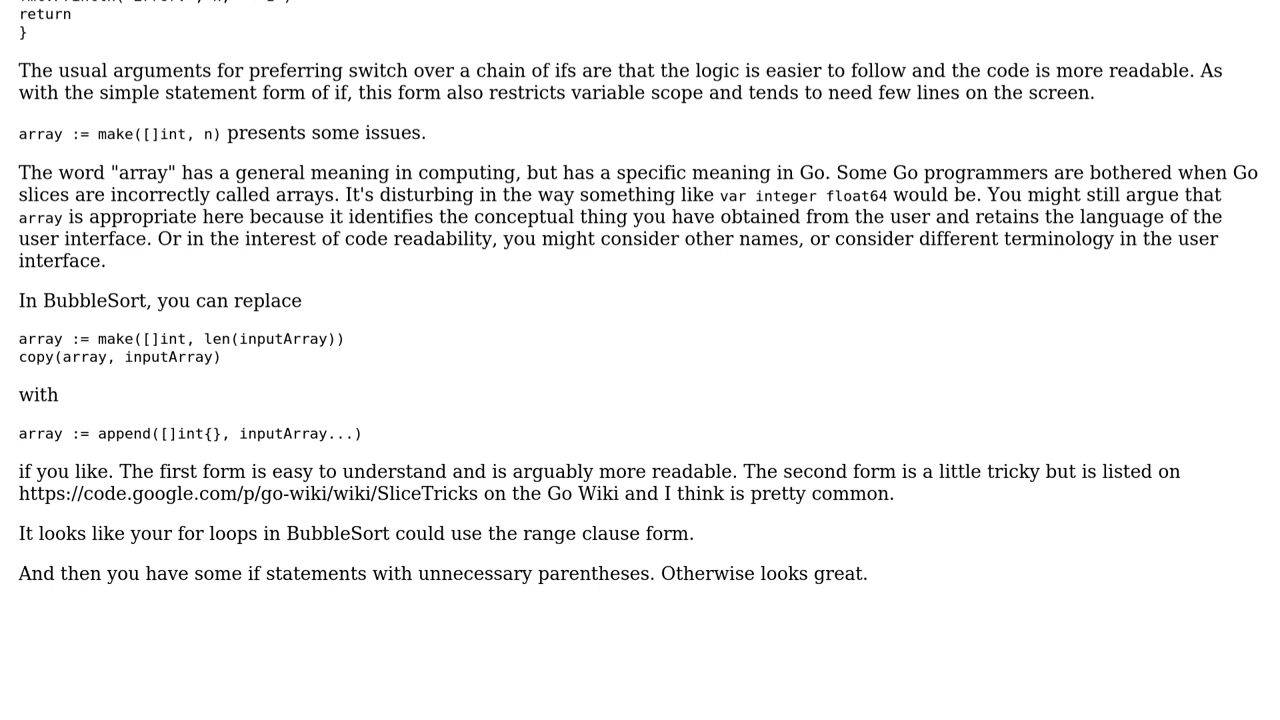 return
}
The usual arguments for preferring switch over a chain of ifs are that the logic is easier to follow and the code is more readable. As
with the simple statement form of if, this form also restricts variable scope and tends to need few lines on the screen.
array := make([]int, n) presents some issues.
The word "array" has a general meaning in computing, but has a specific meaning in Go. Some Go programmers are bothered when Go
slices are incorrectly called arrays. It's disturbing in the way something like var integer float64 would be. You might still argue that
array is appropriate here because it identifies the conceptual thing you have obtained from the user and retains the language of the
user interface. Or in the interest of code readability, you might consider other names, or consider different terminology in the user
interface.
In BubbleSort, you can replace
array := make([]int, len(inputArray))
copy(array, inputArray)
with
array := append([]int{}, inputArray...)
if you like. The first form is easy to understand and is arguably more readable. The second form is a little tricky but is listed on
https://code.google.com/p/go-wiki/wiki/SliceTricks on the Go Wiki and I think is pretty common.
It looks like your for loops in BubbleSort could use the range clause form.
And then you have some if statements with unnecessary parentheses. Otherwise looks great.